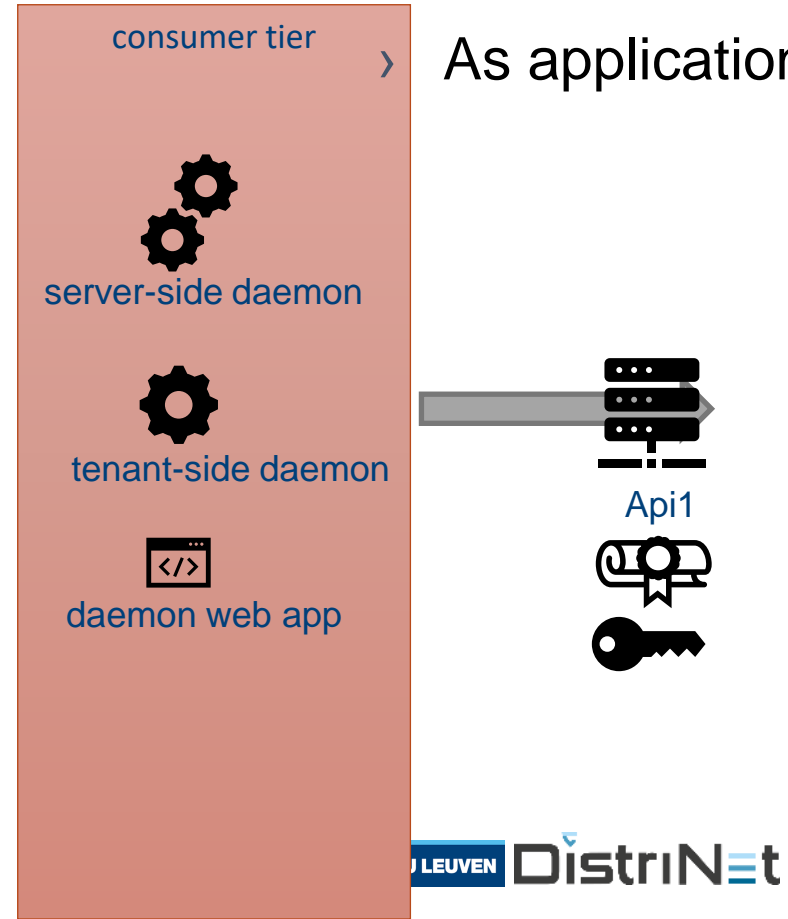 consumer tier
› As application
server-side daemon
tenant-side daemon
Api1
</>
daemon web app
J LEUVEN DistriNet